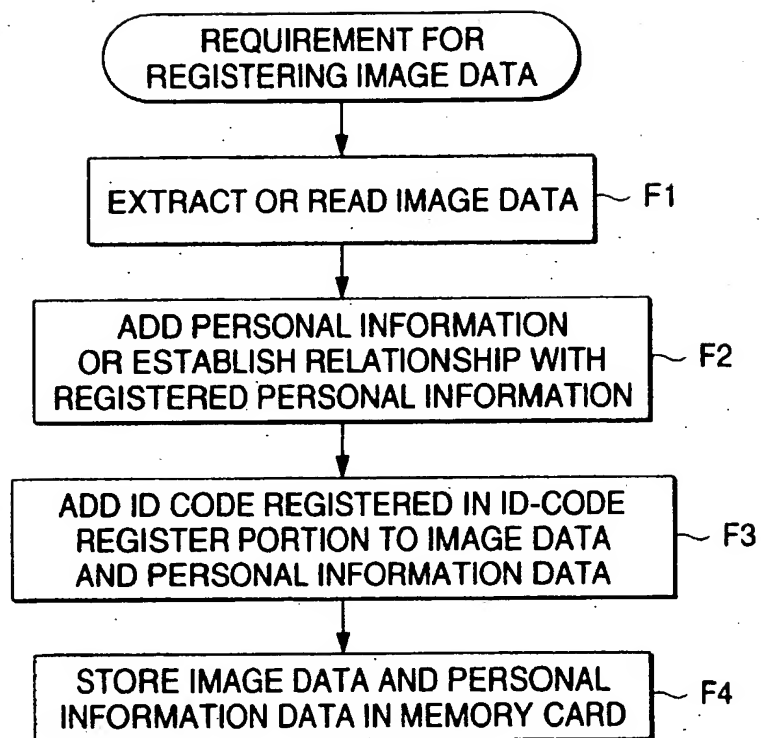 REQUIREMENT FOR
REGISTERING IMAGE DATA
EXTRACT OR READ IMAGE DATA
F1
ADD PERSONAL INFORMATION
OR ESTABLISH RELATIONSHIP WITH
REGISTERED PERSONAL INFORMATION
F2
ADD ID CODE REGISTERED IN ID-CODE
REGISTER PORTION TO IMAGE DATA
AND PERSONAL INFORMATION DATA
F3
STORE IMAGE DATA AND PERSONAL
INFORMATION DATA IN MEMORY CARD
F4